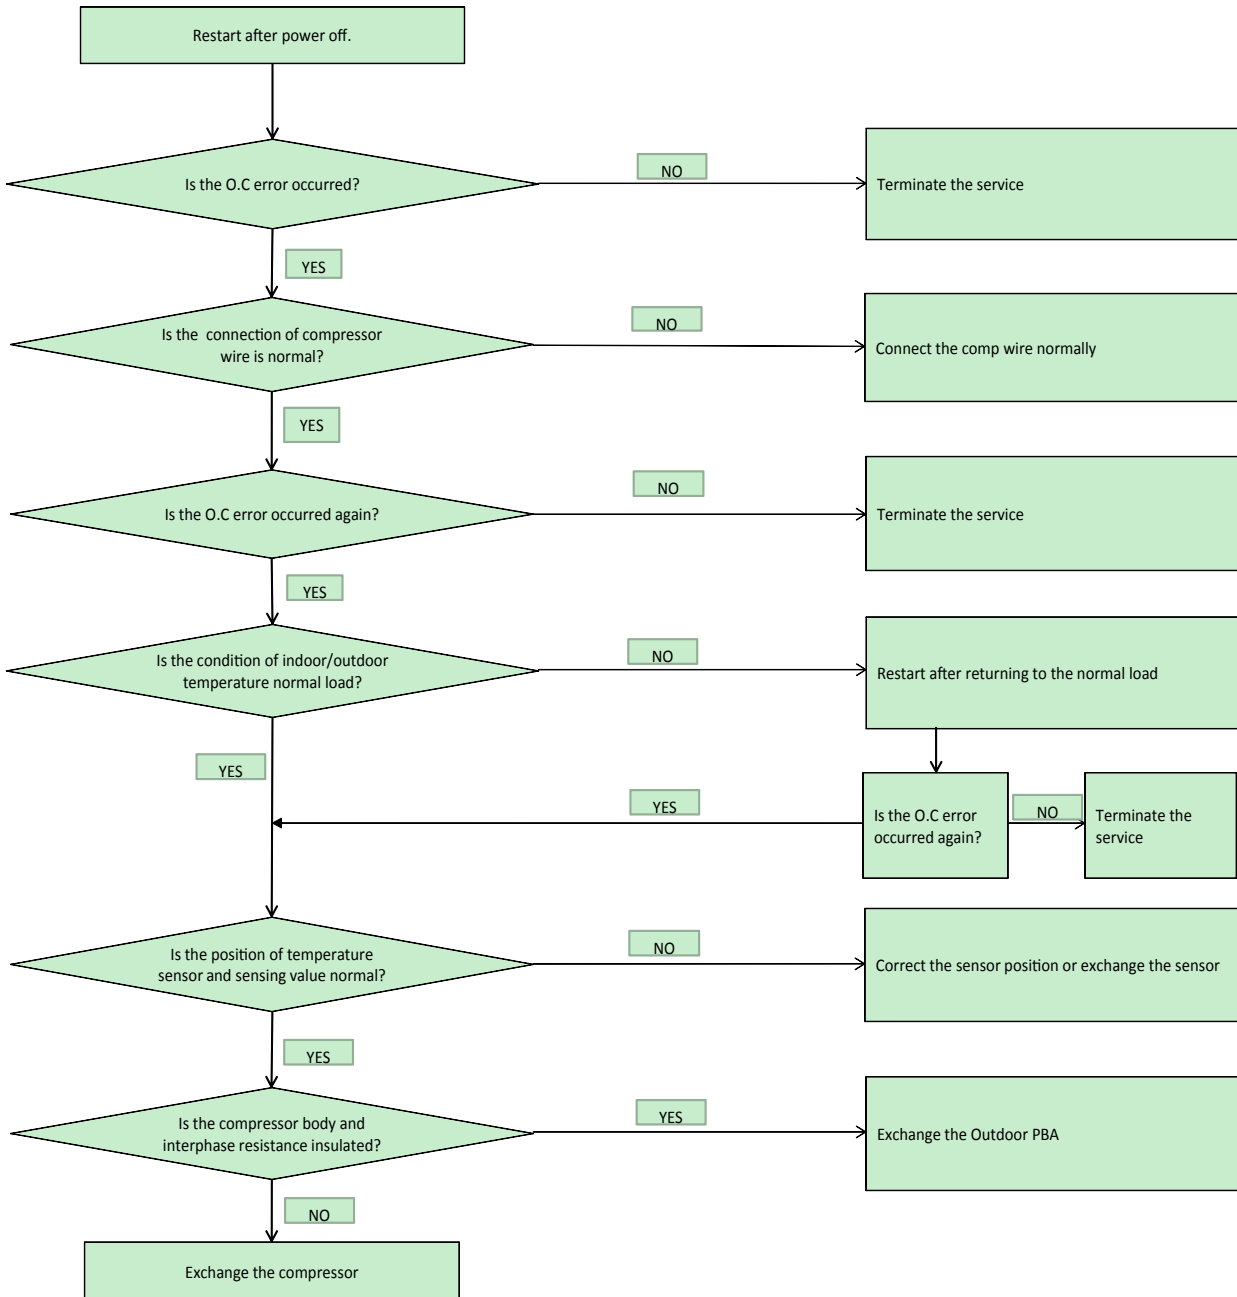 Restart after power off.
Is the O.C error occurred?
NO
Terminate the service
YES
Is the connection of compressor
wire is normal?
NO
Connect the comp wire normally
YES
Is the O.C error occurred again?
NO
Terminate the service
YES
Is the condition of indoor/outdoor
temperature normal load?
NO
Restart after returning to the normal load
YES
YES
Is the O.C error
occurred again?
NO
Terminate the
service
Is the position of temperature
sensor and sensing value normal?
NO
Correct the sensor position or exchange the sensor
YES
Is the compressor body and
interphase resistance insulated?
YES
Exchange the Outdoor PBA
NO
Exchange the compressor